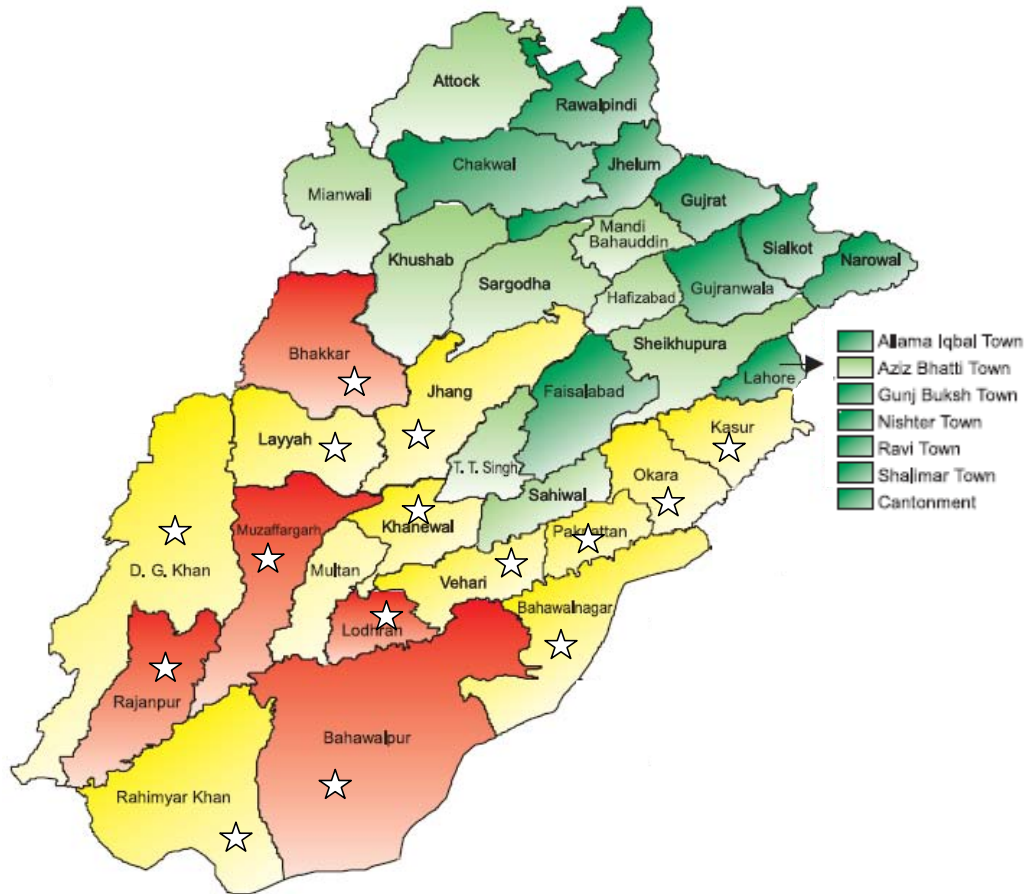 Attock
Rawalpindi
Chakwal
Jhelum
Mianwali
Gujrat
Mandi
Bahauddin
Sialkot
Khushab
Narowal
Sargodha
Gujranwala
Hafizabad
Sheikhupura
Allama Iqbal Town
Bhakkar
Aziz Bhatti Town
Lahore
Jhang
Faisalabad
Gunj Buksh Town
Nishter Town
Kasur
Layyah
Ravi Town
T. T. Singh
Okara
Shalimar Town
Sahiwal
Cantonment
Muzaffargarh
Khanewal
Pakpattan
D. G. Khan
Multan
Vehari
Bahawalnagar
Lodhran
Rajanpur
Bahawalpur
Rahimyar Khan